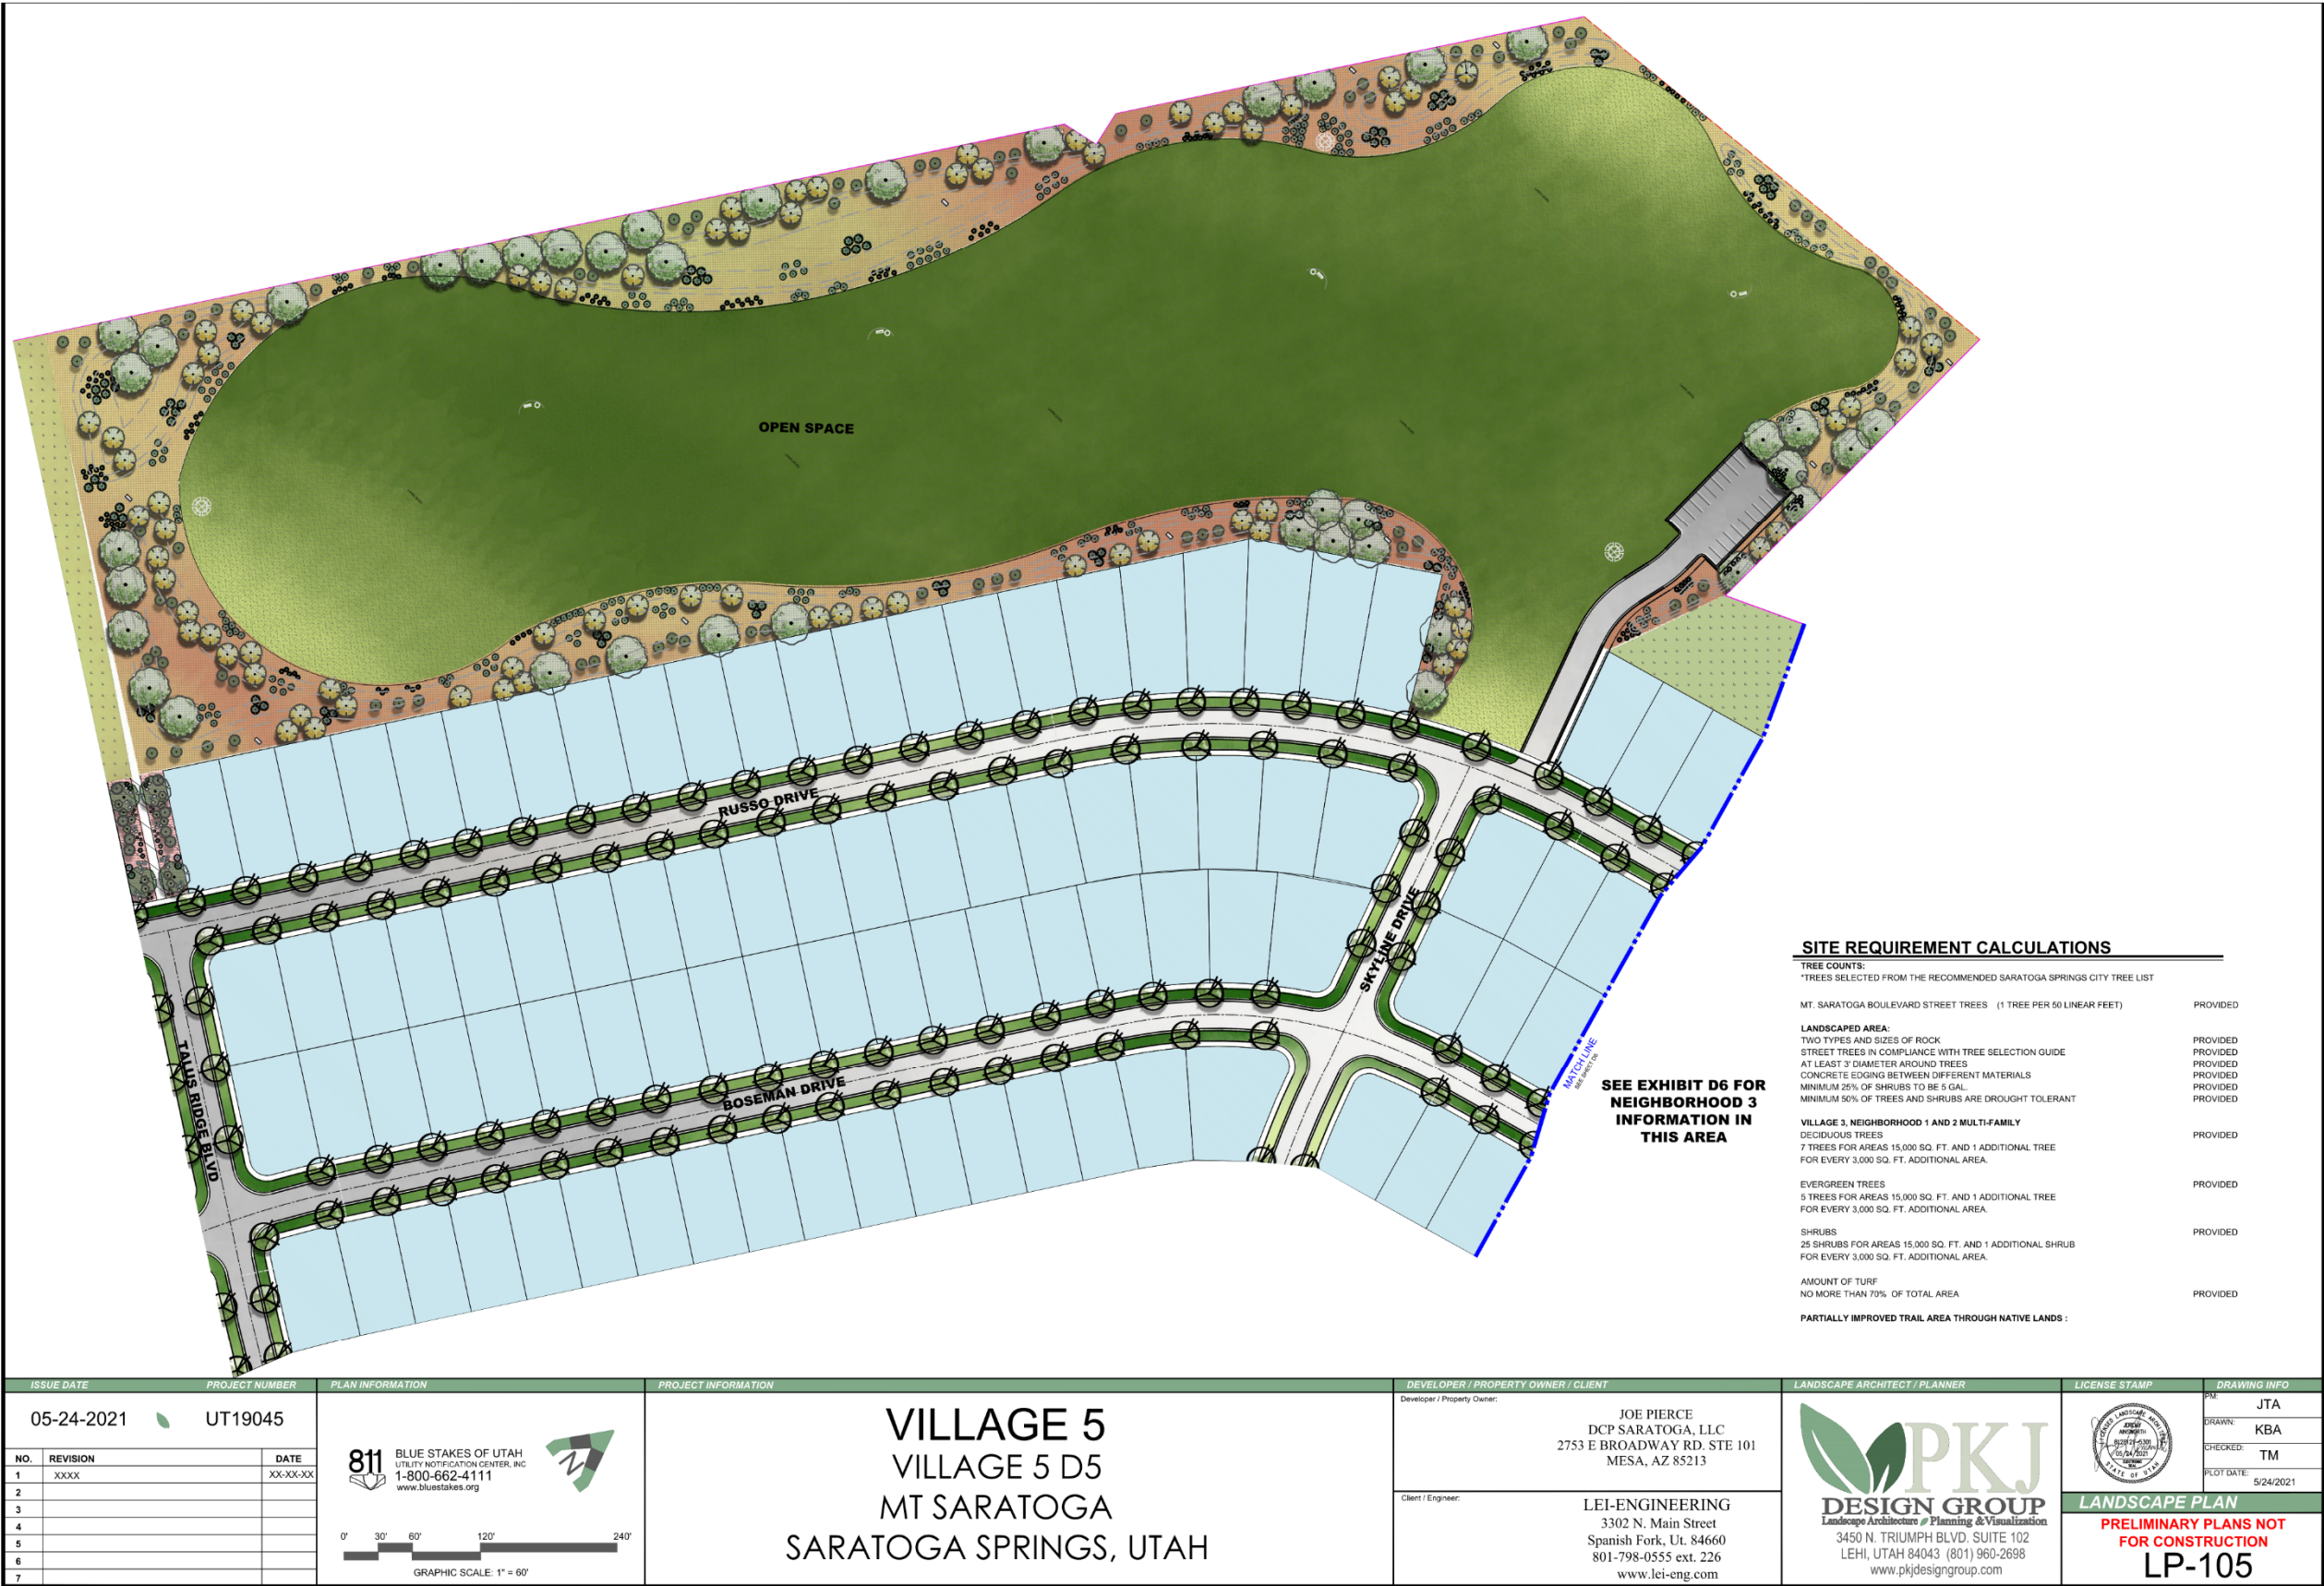 OPEN SPACE
RUSSO DRIVE
SKYLINE DRIVE
TALUS RIDGE BLVD
BOSEMAN DRIVE
MATCH LINE
SEE EXHIBIT D6 FOR
NEIGHBORHOOD 3
INFORMATION IN
THIS AREA
SITE REQUIREMENT CALCULATIONS
TREE COUNTS:
*TREES SELECTED FROM THE RECOMMENDED SARATOGA SPRINGS CITY TREE LIST
MT. SARATOGA BOULEVARD STREET TREES (1 TREE PER 50 LINEAR FEET) PROVIDED
LANDSCAPED AREA:
TWO TYPES AND SIZES OF ROCK PROVIDED
STREET TREES IN COMPLIANCE WITH TREE SELECTION GUIDE PROVIDED
AT LEAST 3' DIAMETER AROUND TREES PROVIDED
CONCRETE EDGING BETWEEN DIFFERENT MATERIALS PROVIDED
MINIMUM 25% OF SHRUBS TO BE 5 GAL. PROVIDED
MINIMUM 50% OF TREES AND SHRUBS ARE DROUGHT TOLERANT PROVIDED
VILLAGE 3, NEIGHBORHOOD 1 AND 2 MULTI-FAMILY
DECIDUOUS TREES PROVIDED
7 TREES FOR AREAS 15,000 SQ. FT. AND 1 ADDITIONAL TREE
FOR EVERY 3,000 SQ. FT. ADDITIONAL AREA.
EVERGREEN TREES PROVIDED
5 TREES FOR AREAS 15,000 SQ. FT. AND 1 ADDITIONAL TREE
FOR EVERY 3,000 SQ. FT. ADDITIONAL AREA.
SHRUBS PROVIDED
25 SHRUBS FOR AREAS 15,000 SQ. FT. AND 1 ADDITIONAL SHRUB
FOR EVERY 3,000 SQ. FT. ADDITIONAL AREA.
AMOUNT OF TURF
NO MORE THAN 70% OF TOTAL AREA PROVIDED
PARTIALLY IMPROVED TRAIL AREA THROUGH NATIVE LANDS :
ISSUE DATE PROJECT NUMBER
05-24-2021 UT19045
NO. REVISION DATE
1 XXXX XX-XX-XX
2
3
4
5
6
7
PLAN INFORMATION
811
BLUE STAKES OF UTAH
UTILITY NOTIFICATION CENTER, INC
1-800-662-4111
www.bluestakes.org
N
0' 30' 60' 120' 240'
GRAPHIC SCALE: 1" = 60'
PROJECT INFORMATION
VILLAGE 5
VILLAGE 5 D5
MT SARATOGA
SARATOGA SPRINGS, UTAH
DEVELOPER / PROPERTY OWNER / CLIENT
Developer / Property Owner:
JOE PIERCE
DCP SARATOGA, LLC
2753 E BROADWAY RD. STE 101
MESA, AZ 85213
Client / Engineer:
LEI-ENGINEERING
3302 N. Main Street
Spanish Fork, Ut. 84660
801-798-0555 ext. 226
www.lei-eng.com
LANDSCAPE ARCHITECT / PLANNER
PKJ
DESIGN GROUP
Landscape Architecture Planning & Visualization
3450 N. TRIUMPH BLVD. SUITE 102
LEHI, UTAH 84043 (801) 960-2698
www.pkjdesigngroup.com
LICENSE STAMP
05/24/2021
STATE OF UTAH
DRAWING INFO
PM: JTA
DRAWN: KBA
CHECKED: TM
PLOT DATE: 5/24/2021
LANDSCAPE PLAN
PRELIMINARY PLANS NOT
FOR CONSTRUCTION
LP-105